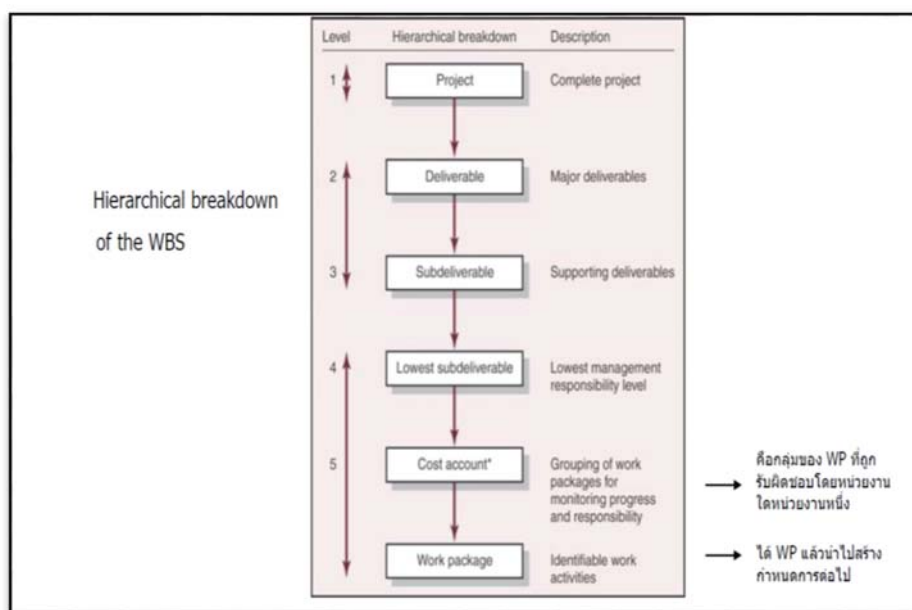 Hierarchical breakdown
of the WBS
Level Hierarchical breakdown Description
1 Project Complete project
2 Deliverable Major deliverables
3 Subdeliverable Supporting deliverables
4 Lowest subdeliverable Lowest management
responsibility level
5 Cost account* Grouping of work
packages for
monitoring progress
and responsibility
Work package Identifiable work
activities
คือกลุ่มของ WP ที่ถูก
รับผิดชอบโดยหน่วยงาน
ใดหน่วยงานหนึ่ง
ได้ WP แล้วนำไปสร้าง
กำหนดการต่อไป